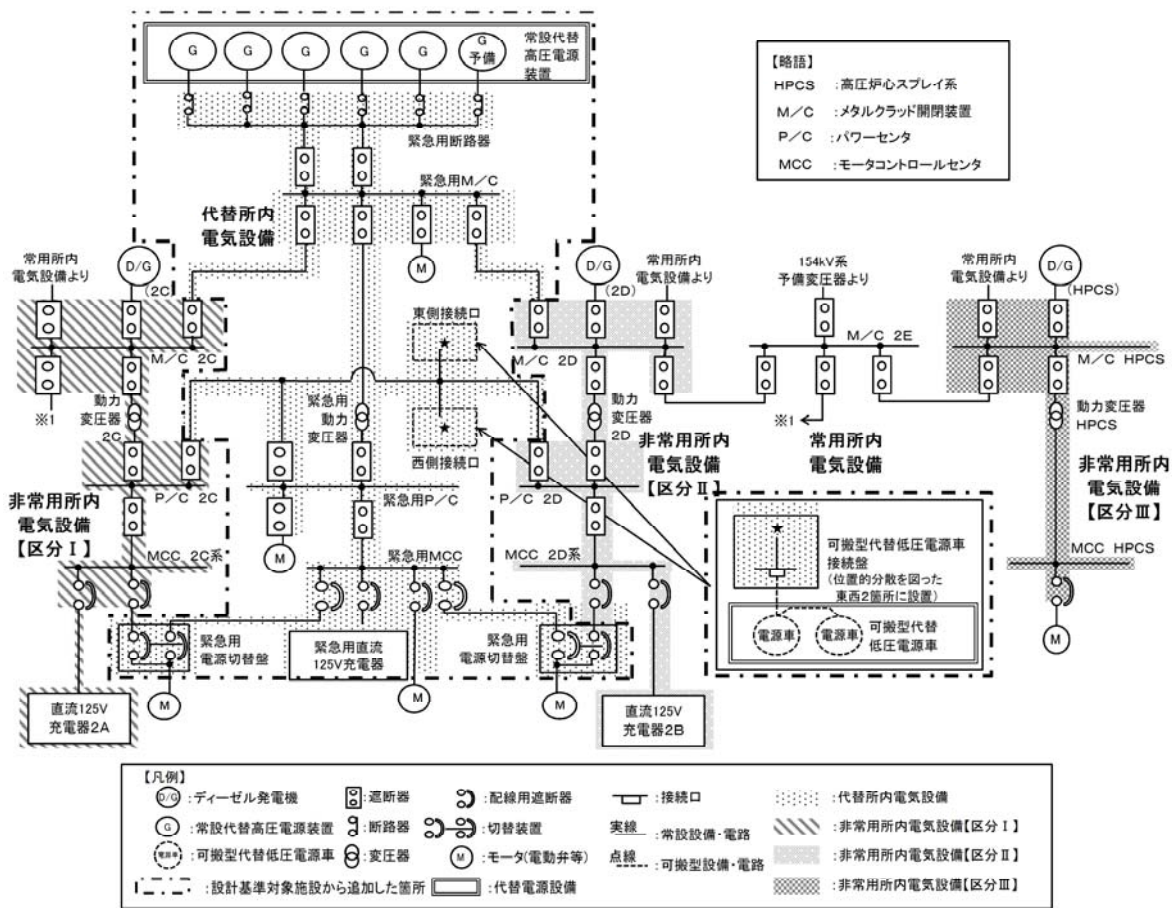 G
G
G
G
G
G
予備
常設代替
高圧電源
装置
【略語】
HPCS :高圧炉心スプレイ系
M/C :メタルクラッド開閉装置
P/C :パワーセンタ
MCC :モータコントロールセンタ
緊急用断路器
緊急用M/C
代替所内
電気設備
常用所内
電気設備より
D/G
(2C)
M
D/G
(2D)
常用所内
電気設備より
154kV系
予備変圧器より
常用所内
電気設備より
D/G
(HPCS)
東側接続口
★
M/C 2C
M/C 2D
M/C 2E
M/C HPCS
※1
動力
変圧器
2C
緊急用
動力
変圧器
★
西側接続口
動力
変圧器
2D
非常用所内
電気設備
【区分Ⅱ】
※1
常用所内
電気設備
動力変圧器
HPCS
非常用所内
電気設備
【区分Ⅲ】
P/C 2C
緊急用P/C
P/C 2D
非常用所内
電気設備
【区分Ⅰ】
M
MCC 2C系
緊急用MCC
MCC 2D系
MCC HPCS
★
可搬型代替低圧電源車
接続盤
(位置的分散を図った
東西2箇所に設置)
電源車
電源車
可搬型代替
低圧電源車
M
緊急用
電源切替盤
緊急用直流
125V充電器
緊急用
電源切替盤
直流125V
充電器2A
M
M
M
直流125V
充電器2B
【凡例】
D/G :ディーゼル発電機
:遮断器
:配線用遮断器
:接続口
:代替所内電気設備
G :常設代替高圧電源装置
:断路器
:切替装置
実線 :常設設備・電路
:非常用所内電気設備【区分Ⅰ】
電源車 :可搬型代替低圧電源車
:変圧器
M :モータ(電動弁等)
点線 :可搬型設備・電路
:非常用所内電気設備【区分Ⅱ】
:設計基準対象施設から追加した箇所
:代替電源設備
:非常用所内電気設備【区分Ⅲ】